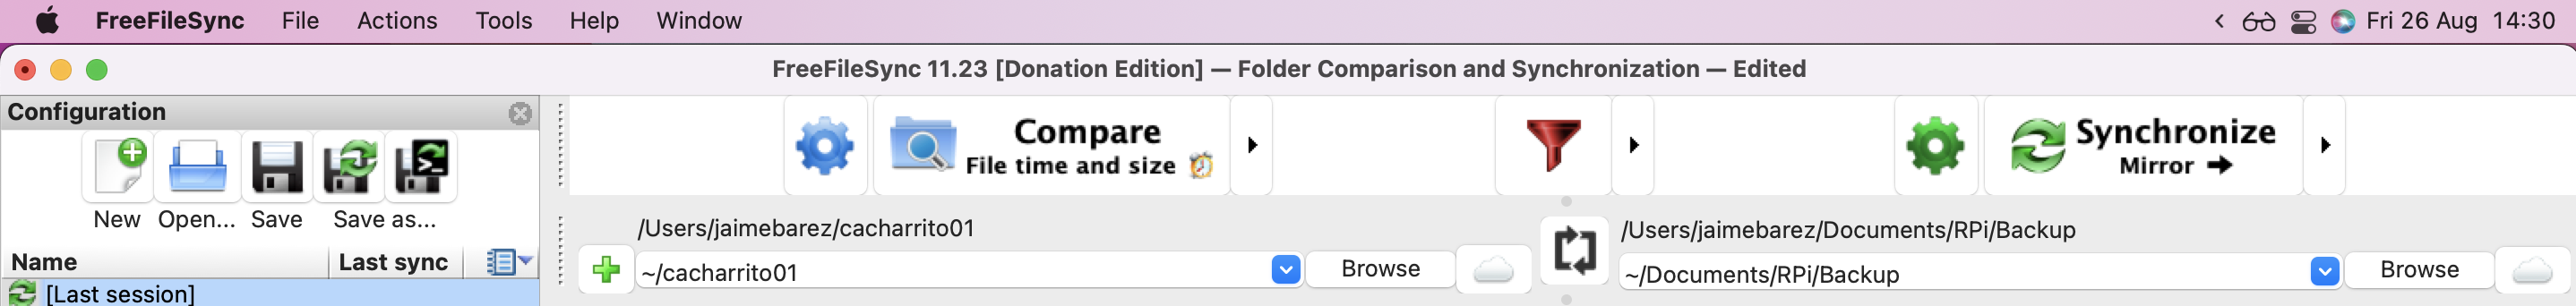 FreeFileSync File Actions Tools Help Window Fri 26 Aug 14:30
FreeFileSync 11.23 [Donation Edition] — Folder Comparison and Synchronization — Edited
Configuration
New Open... Save Save as...
Name Last sync
[Last session]
Compare
File time and size
Synchronize
Mirror
/Users/jaimebarez/cacharrito01
~/cacharrito01
Browse
/Users/jaimebarez/Documents/RPi/Backup
~/Documents/RPi/Backup
Browse